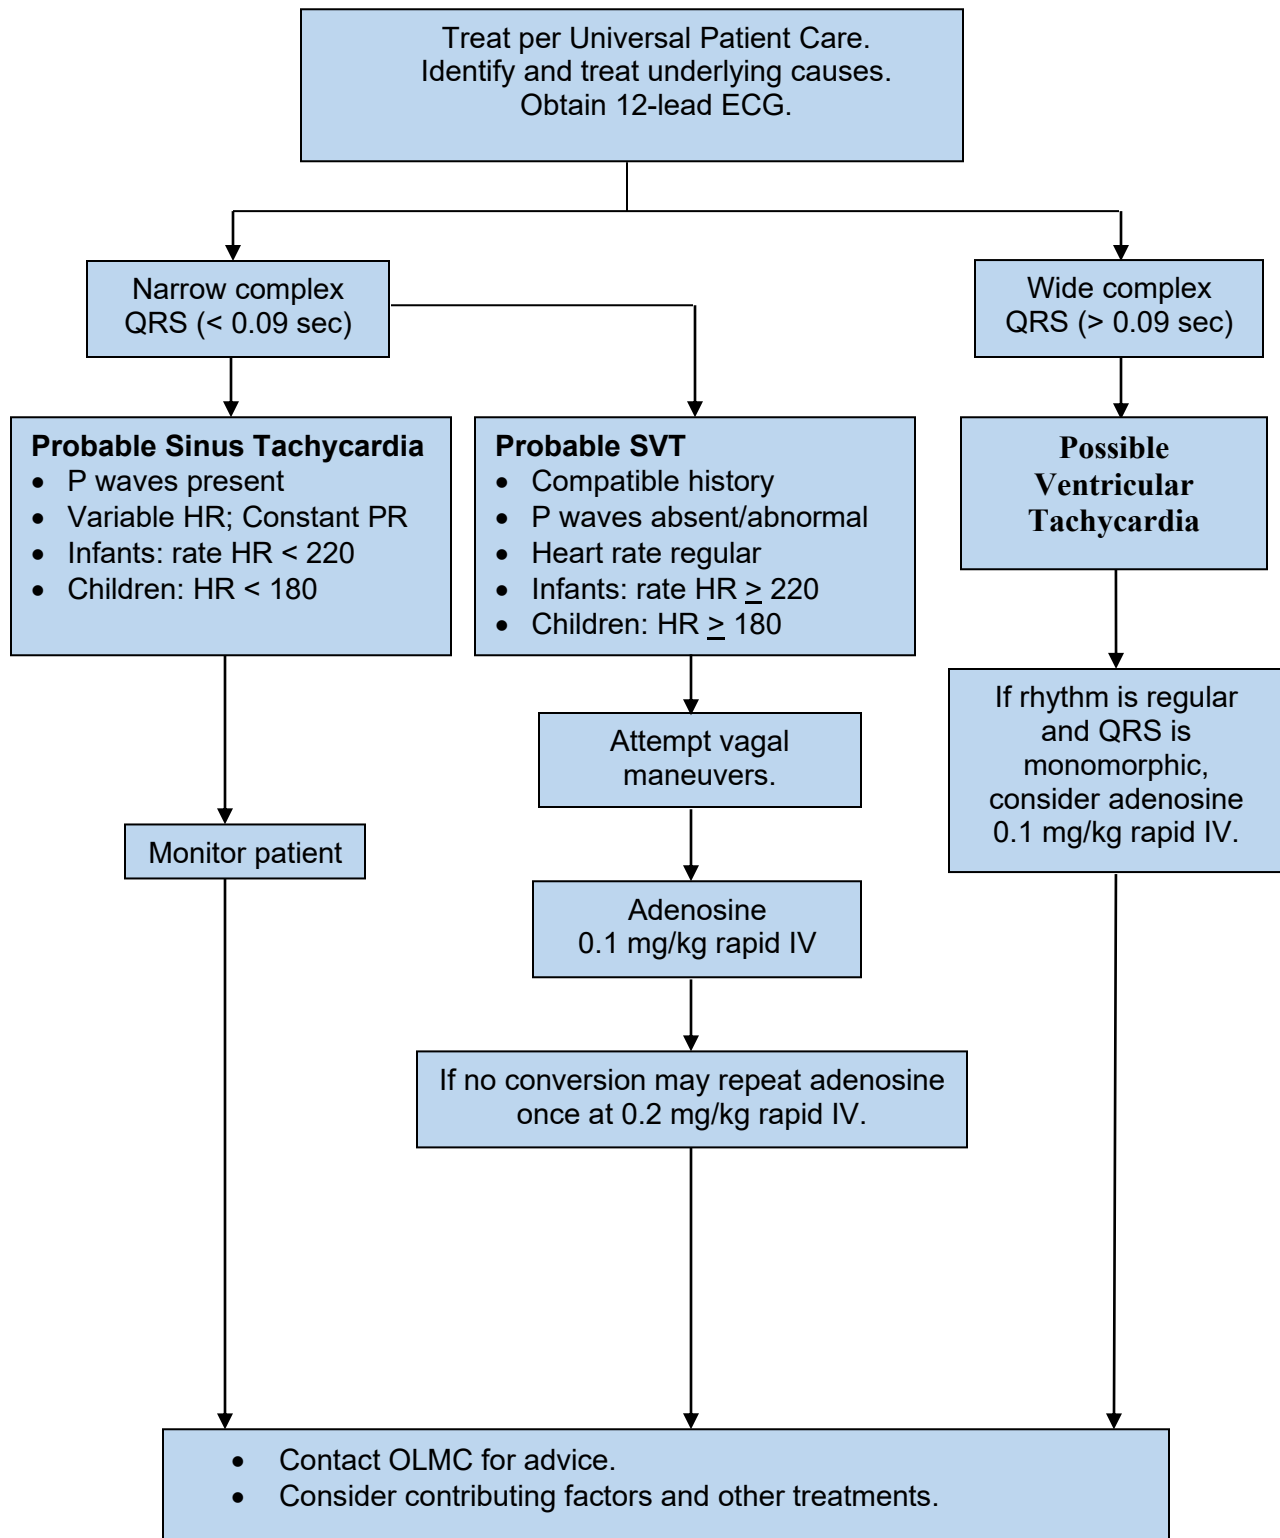 Treat per Universal Patient Care.
Identify and treat underlying causes.
Obtain 12-lead ECG.
Narrow complex
QRS (< 0.09 sec)
Wide complex
QRS (> 0.09 sec)
Probable Sinus Tachycardia
• P waves present
• Variable HR; Constant PR
• Infants: rate HR < 220
• Children: HR < 180
Probable SVT
• Compatible history
• P waves absent/abnormal
• Heart rate regular
• Infants: rate HR ≥ 220
• Children: HR ≥ 180
Possible
Ventricular
Tachycardia
Monitor patient
Attempt vagal
maneuvers.
Adenosine
0.1 mg/kg rapid IV
If no conversion may repeat adenosine
once at 0.2 mg/kg rapid IV.
If rhythm is regular
and QRS is
monomorphic,
consider adenosine
0.1 mg/kg rapid IV.
• Contact OLMC for advice.
• Consider contributing factors and other treatments.